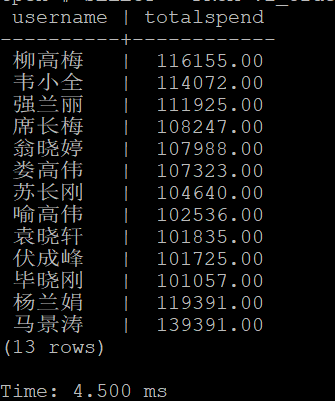 username | totalspend
----------+------------
柳高梅 | 116155.00
韦小全 | 114072.00
强兰丽 | 111925.00
席长梅 | 108247.00
翁晓婷 | 107988.00
娄高伟 | 107323.00
苏长刚 | 104640.00
喻高伟 | 102536.00
袁晓轩 | 101835.00
伏成峰 | 101725.00
毕晓刚 | 101057.00
杨兰娟 | 119391.00
马景涛 | 139391.00
(13 rows)
Time: 4.500 ms